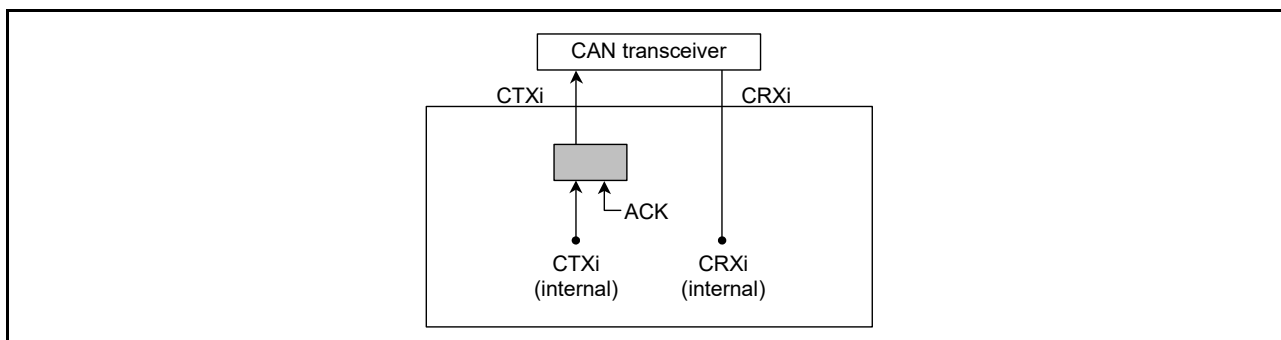 CAN transceiver
CTXi
CRXi
ACK
CTXi
(internal)
CRXi
(internal)